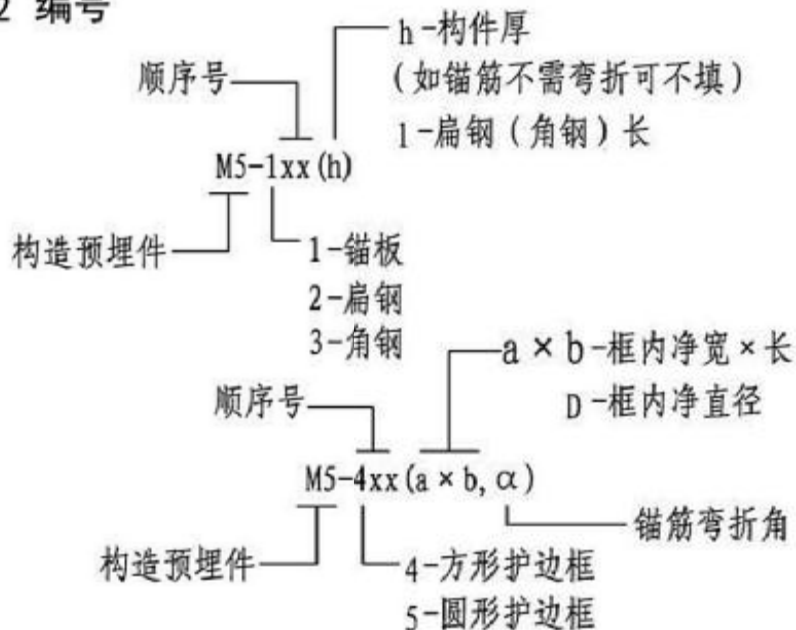 2 编号
h-构件厚
顺序号
(如锚筋不需弯折可不填)
l-扁钢(角钢)长
M5-1xx(h)
构造预埋件
1-锚板
2-扁钢
3-角钢
a×b-框内净宽×长
顺序号
D-框内净直径
M5-4xx(a×b,α)
锚筋弯折角
构造预埋件
4-方形护边框
5-圆形护边框